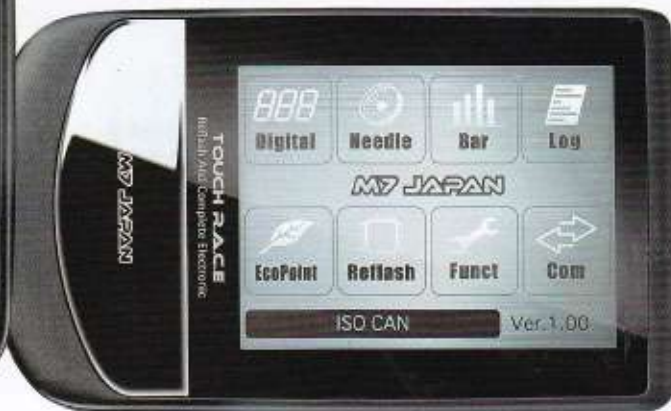 M7 JAPAN
TOUCH RACE
Reflash And Complete Electronic
888
Digital
Needle
Bar
Log
M7 JAPAN
EcoPoint
Reflash
Funct
Com
ISO CAN
Ver.1.00